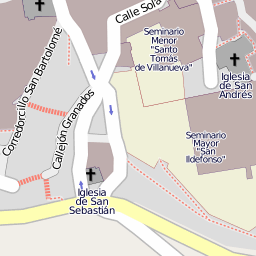 Calle Sola
Seminario
Menor
"Santo
Tomás
de Villanueva"
Iglesia
de San
Andrés
Comedorcillo San Bartolomé
Callejón Granados
Seminario
Mayor
"San
Ildefonso"
Iglesia
de San
Sebastián